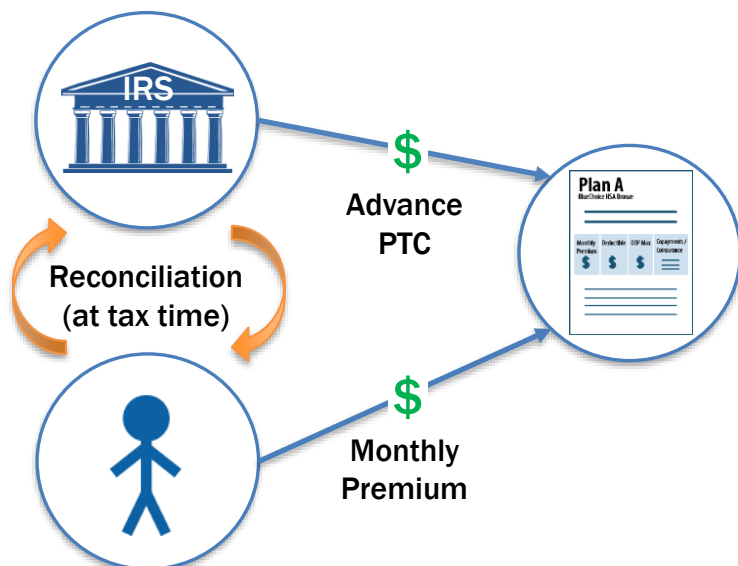 IRS
$
Advance
PTC
Plan A
BlueChoice HSA Bronze
Monthly Premium
$
Deductible
$
OOP Max
$
Copayments /
Coinsurance
Reconciliation
(at tax time)
$
Monthly
Premium